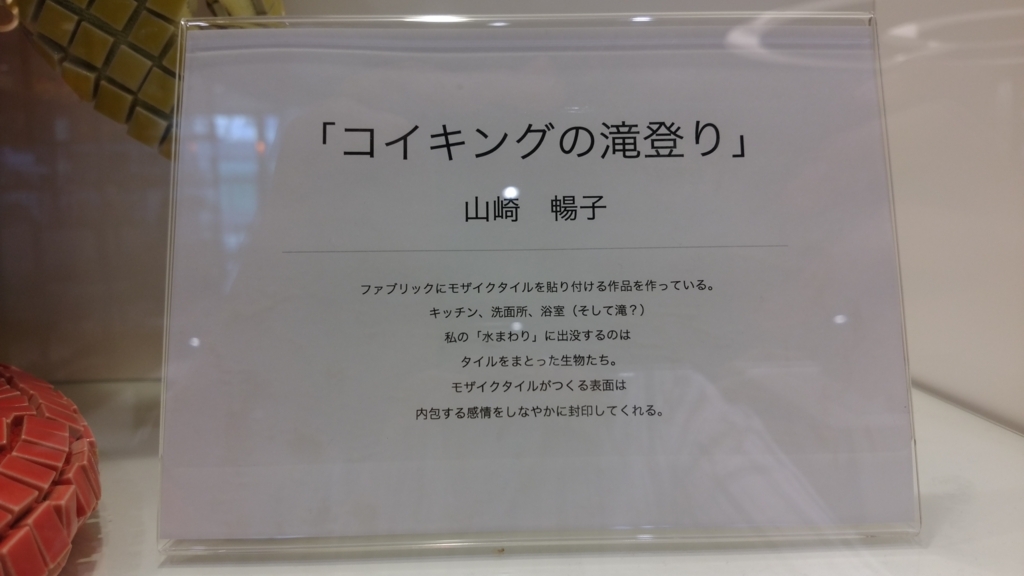 「コイキングの滝登り」
山崎　暢子
ファブリックにモザイクタイルを貼り付ける作品を作っている。
キッチン、洗面所、浴室（そして滝？）
私の「水まわり」に出没するのは
タイルをまとった生物たち。
モザイクタイルがつくる表面は
内包する感情をしなやかに封印してくれる。